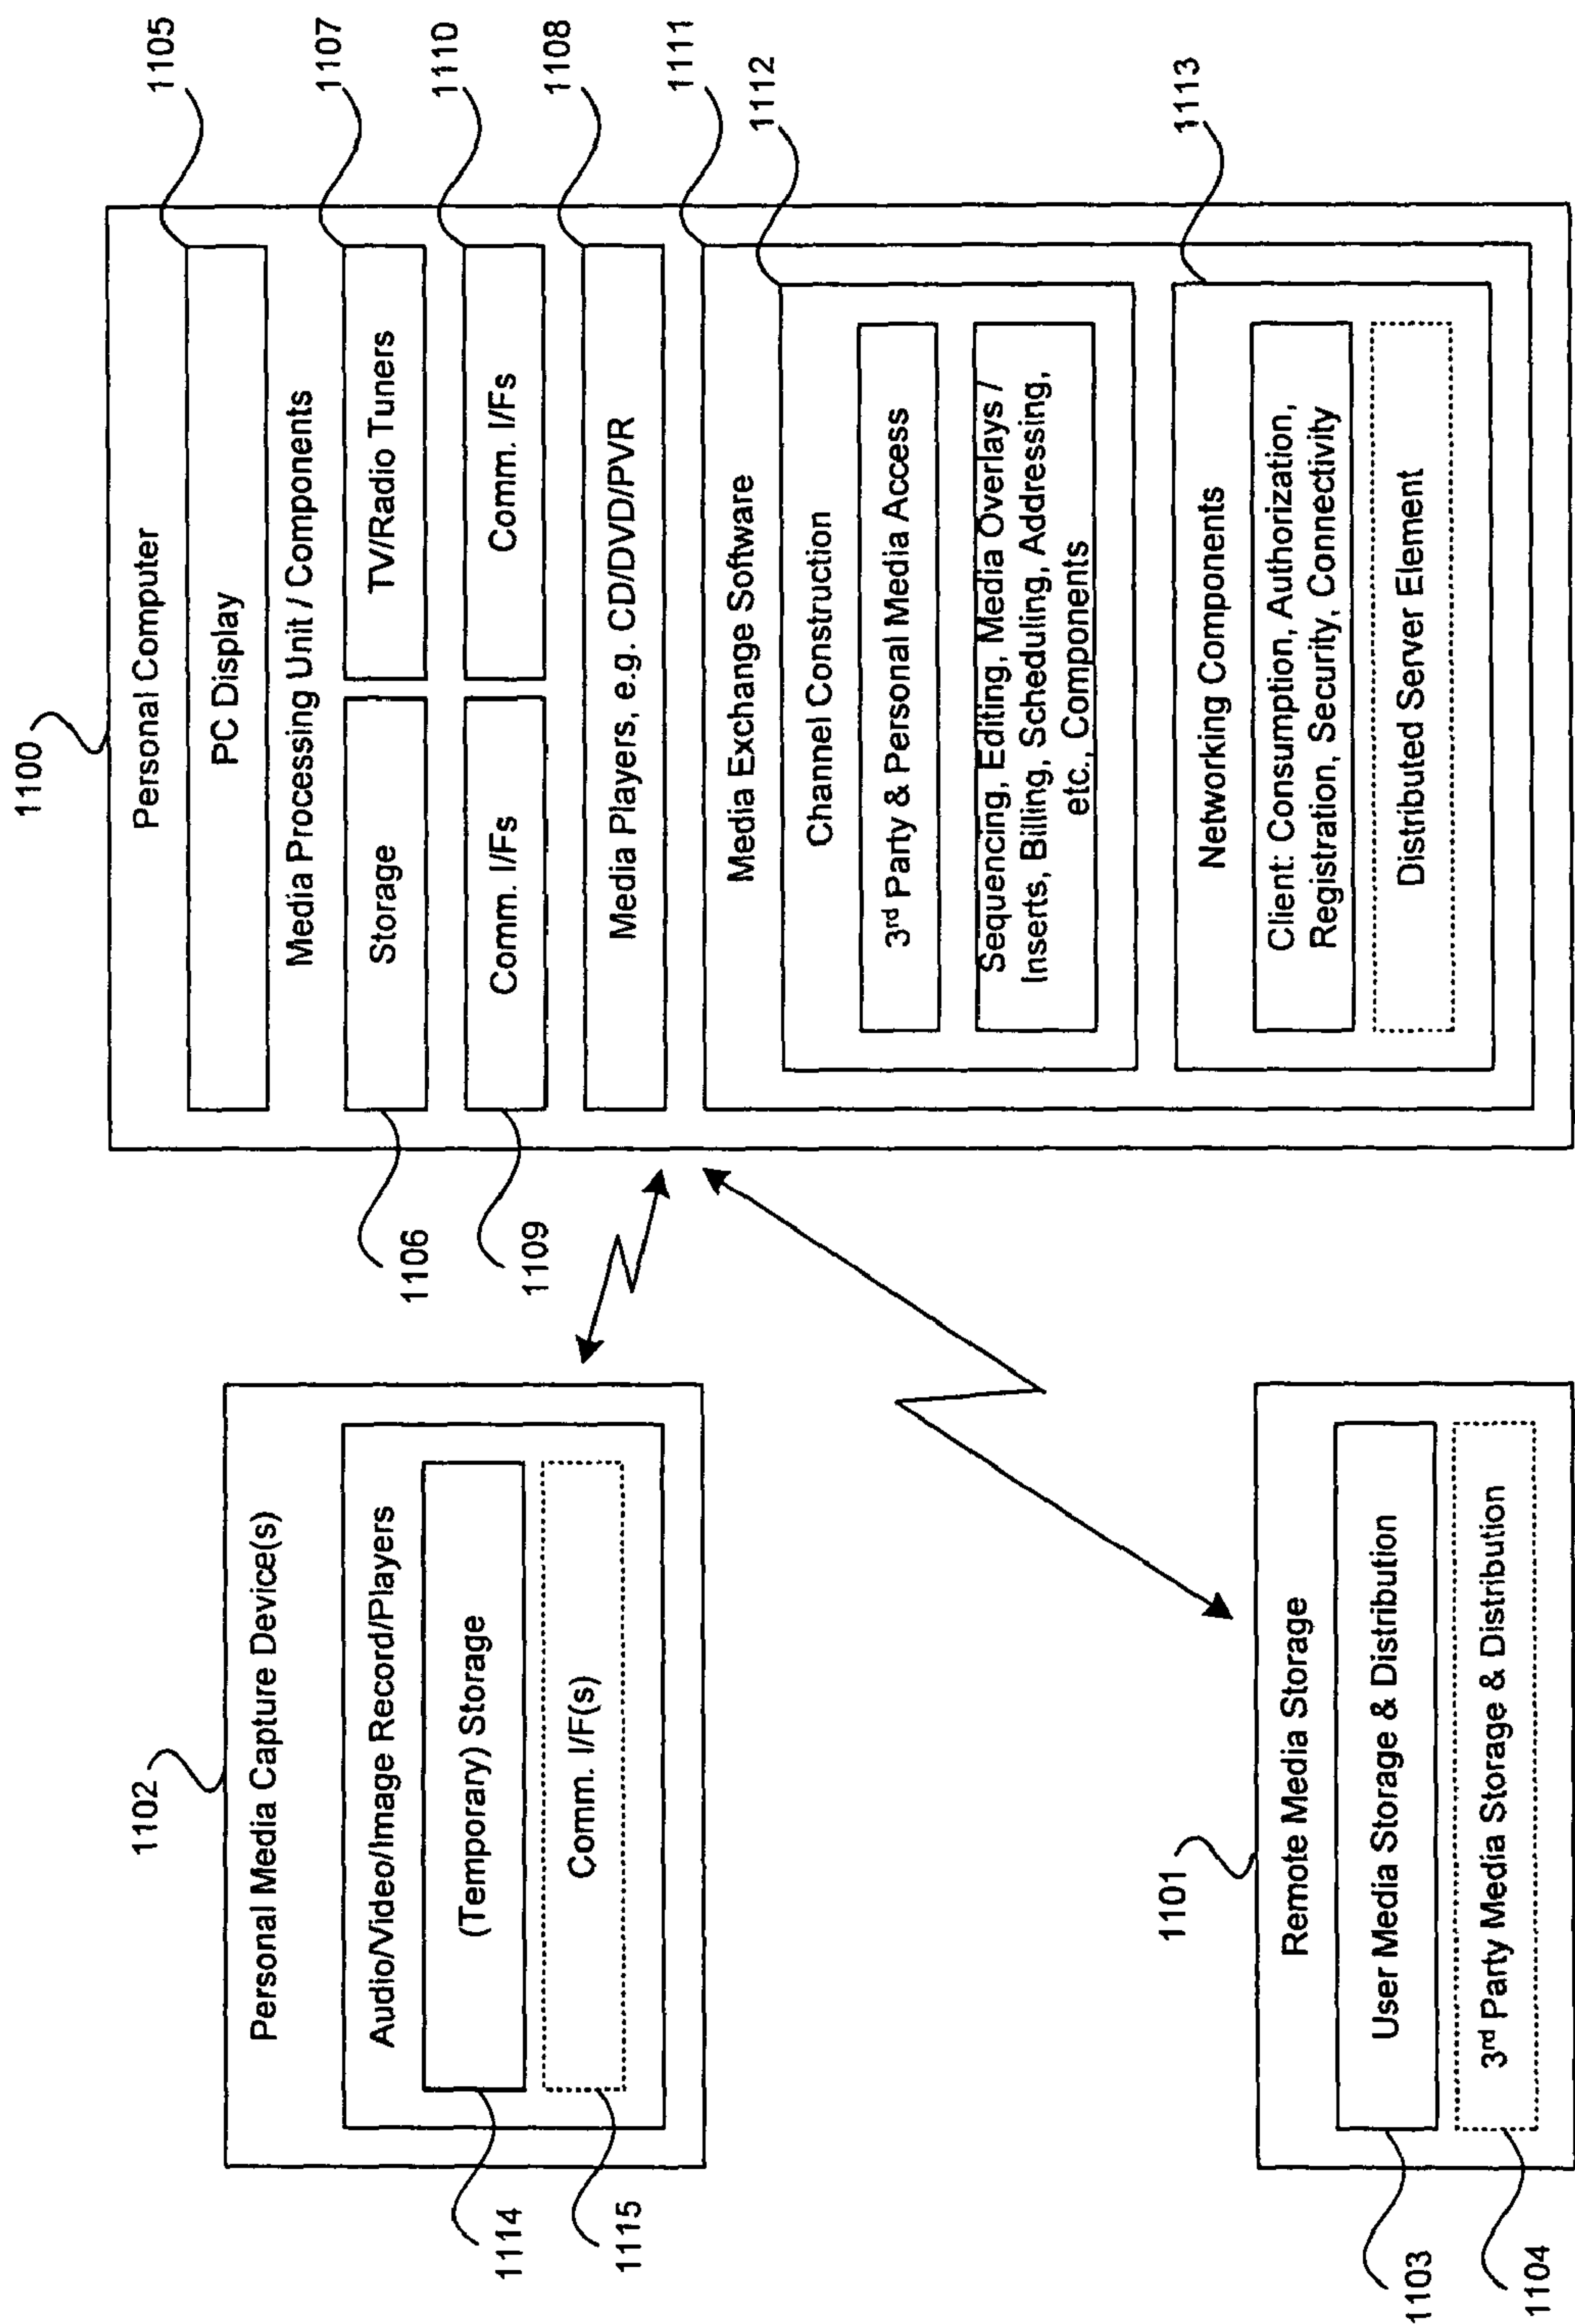 1102
Personal Media Capture Device(s)
Audio/Video/Image Record/Players
(Temporary) Storage
Comm. I/F(s)
1114
1115
1101
Remote Media Storage
User Media Storage & Distribution
3rd Party Media Storage & Distribution
1103
1104
1100
Personal Computer
PC Display
Media Processing Unit / Components
Storage
TV/Radio Tuners
Comm. I/Fs
Comm. I/Fs
Media Players, e.g. CD/DVD/PVR
Media Exchange Software
Channel Construction
3rd Party & Personal Media Access
Sequencing, Editing, Media Overlays /
Inserts, Billing, Scheduling, Addressing,
etc., Components
Networking Components
Client: Consumption, Authorization,
Registration, Security, Connectivity
Distributed Server Element
1106
1109
1105
1107
1110
1108
1111
1112
1113